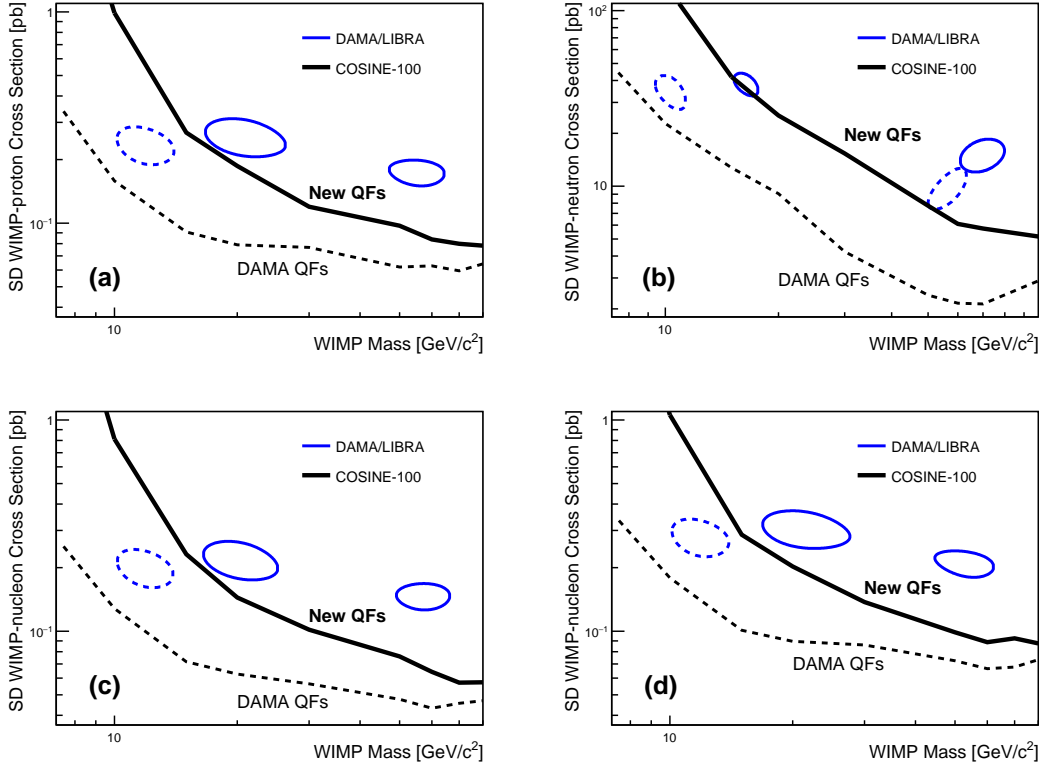 SD WIMP-proton Cross Section [pb]
1
10⁻¹
DAMA/LIBRA
COSINE-100
New QFs
DAMA QFs
(a)
10
WIMP Mass [GeV/c²]
SD WIMP-neutron Cross Section [pb]
10²
10
DAMA/LIBRA
COSINE-100
New QFs
DAMA QFs
(b)
10
WIMP Mass [GeV/c²]
SD WIMP-nucleon Cross Section [pb]
1
10⁻¹
DAMA/LIBRA
COSINE-100
New QFs
DAMA QFs
(c)
10
WIMP Mass [GeV/c²]
SD WIMP-nucleon Cross Section [pb]
1
10⁻¹
DAMA/LIBRA
COSINE-100
New QFs
DAMA QFs
(d)
10
WIMP Mass [GeV/c²]